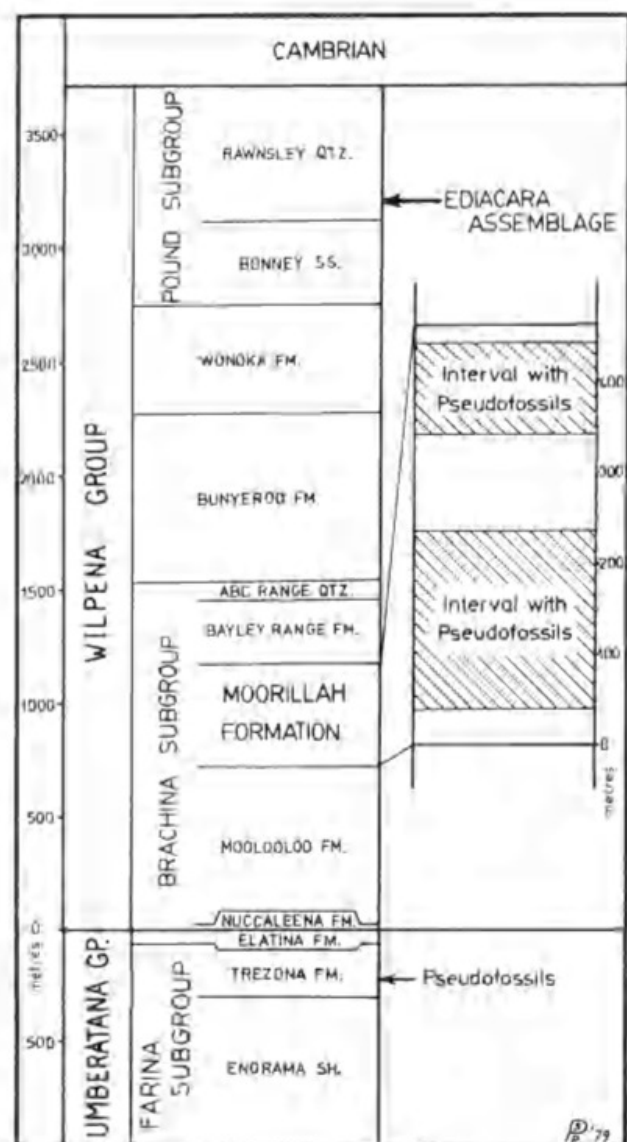 CAMBRIAN
3500
3000
2500
2000
1500
1000
500
0
metres
500
WILPENA GROUP
UMBERATANA GP.
POUND SUBGROUP
BRACHINA SUBGROUP
FARINA
SUBGROUP
RAWNSLEY QTZ.
BONNEY SS.
WONOKA FM.
BUNYEROO FM.
ABC RANGE QTZ.
BAYLEY RANGE FM.
MOORILLAH
FORMATION
MOOLOOLOO FM.
NUCCALEENA FM.
ELATINA FM.
TREZONA FM.
ENORAMA SH.
EDIACARA
ASSEMBLAGE
Interval with
Pseudofossils
Interval with
Pseudofossils
200
0
metres
Pseudofossils
'79